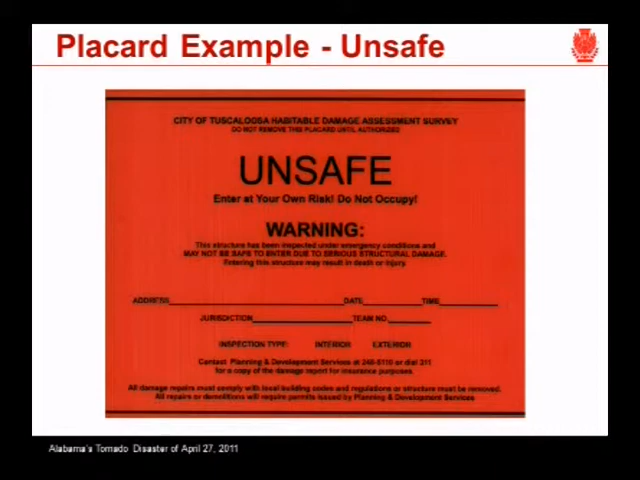 Placard Example - Unsafe
CITY OF TUSCALOOSA HABITABLE DAMAGE ASSESSMENT SURVEY
DO NOT REMOVE THIS PLACARD UNTIL AUTHORIZED
UNSAFE
Enter at Your Own Risk! Do Not Occupy!
WARNING:
This structure has been inspected under emergency conditions and
MAY NOT BE SAFE TO ENTER DUE TO SERIOUS STRUCTURAL DAMAGE.
Entering this structure may result in death or injury.
ADDRESS DATE TIME
JURISDICTION TEAM NO.
INSPECTION TYPE: INTERIOR EXTERIOR
Contact Planning & Development Services at 248-5110 or dial 311
for a copy of the damage report for insurance purposes.
All damage repairs must comply with local building codes and regulations or structure must be removed.
All repairs or demolitions will require permits issued by Planning & Development Services
Alabama's Tornado Disaster of April 27, 2011